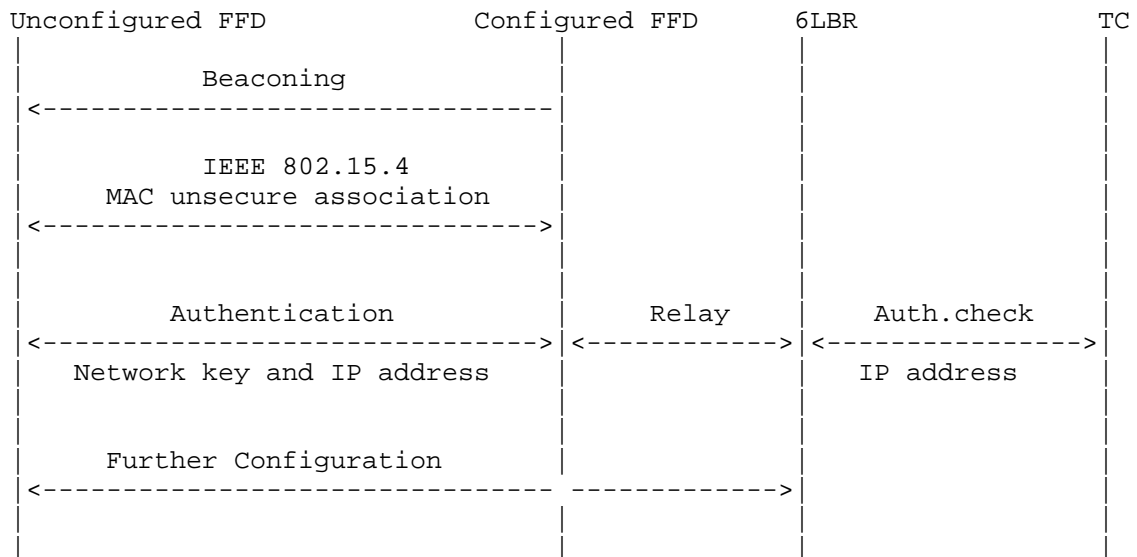 Unconfigured FFD Configured FFD 6LBR TC
Beaconing
IEEE 802.15.4
MAC unsecure association
Authentication Relay Auth.check
Network key and IP address IP address
Further Configuration